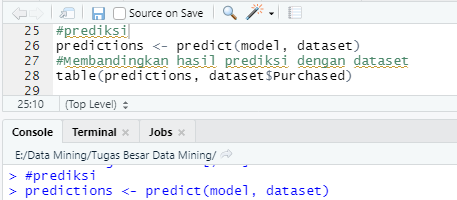 Source on Save
25 #prediksi
26 predictions <- predict(model, dataset)
27 #Membandingkan hasil prediksi dengan dataset
28 table(predictions, dataset$Purchased)
29
25:10 (Top Level)
Console Terminal Jobs
E:/Data Mining/Tugas Besar Data Mining/
> #prediksi
> predictions <- predict(model, dataset)